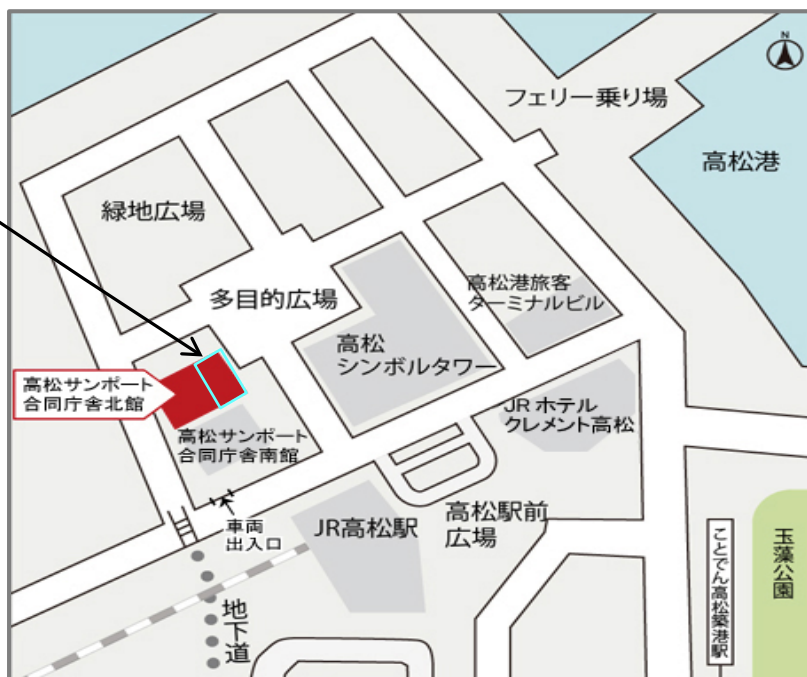 N
フェリー乗り場
高松港
緑地広場
多目的広場
高松港旅客
ターミナルビル
高松
シンボルタワー
高松サンポート
合同庁舎北館
JR ホテル
クレメント高松
高松サンポート
合同庁舎南館
車両
出入口
JR高松駅
高松駅前
広場
地下道
ことでん高松築港駅
玉藻公園